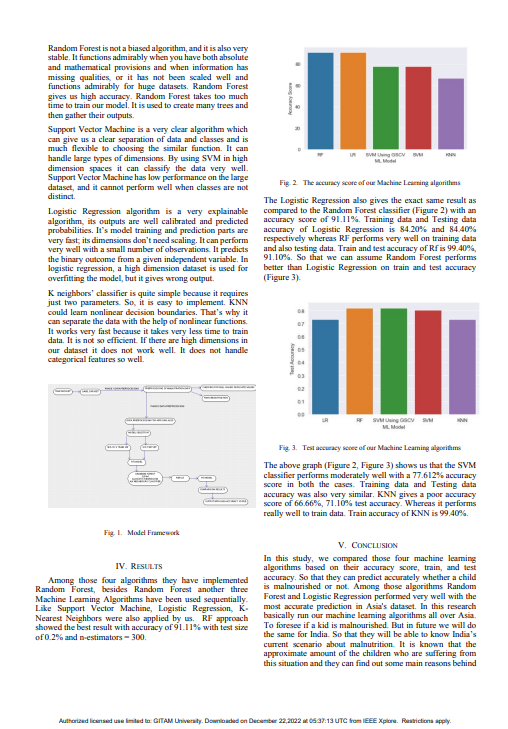 Random Forest is not a biased algorithm, and it is also very
stable. It functions admirably when you have both absolute
and mathematical provisions and when information has
missing qualities, or it has not been scaled well and
functions admirably for huge datasets. Random Forest
gives us high accuracy. Random Forest takes too much
time to train our model. It is used to create many trees and
then gather their outputs.
Support Vector Machine is a very clear algorithm which
can give us a clear separation of data and classes and is
much flexible to choosing the similar function. It can
handle large types of dimensions. By using SVM in high
dimension spaces it can classify the data very well.
Support Vector Machine has low performance on the large
dataset, and it cannot perform well when classes are not
distinct.
Logistic Regression algorithm is a very explainable
algorithm, its outputs are well calibrated and predicted
probabilities. It's model training and prediction parts are
very fast; its dimensions don't need scaling. It can perform
very well with a small number of observations. It predicts
the binary outcome from a given independent variable. In
logistic regression, a high dimension dataset is used for
overfitting the model, but it gives wrong output.
K neighbors' classifier is quite simple because it requires
just two parameters. So, it is easy to implement. KNN
could learn nonlinear decision boundaries. That's why it
can separate the data with the help of nonlinear functions.
It works very fast because it takes very less time to train
data. It is not so efficient. If there are high dimensions in
our dataset it does not work well. It does not handle
categorical features so well.
Fig. 1. Model Framework
IV. RESULTS
Among those four algorithms they have implemented
Random Forest, besides Random Forest another three
Machine Learning Algorithms have been used sequentially.
Like Support Vector Machine, Logistic Regression, K-
Nearest Neighbors were also applied by us. RF approach
showed the best result with accuracy of 91.11% with test size
of 0.2% and n-estimators = 300.
Accuracy Score
80
60
40
20
0
RF LR SVM Using GSCV SVM KNN
ML Model
Fig. 2. The accuracy score of our Machine Learning algorithms
The Logistic Regression also gives the exact same result as
compared to the Random Forest classifier (Figure 2) with an
accuracy score of 91.11%. Training data and Testing data
accuracy of Logistic Regression is 84.20% and 84.40%
respectively whereas RF performs very well on training data
and also testing data. Train and test accuracy of Rf is 99.40%,
91.10%. So that we can assume Random Forest performs
better than Logistic Regression on train and test accuracy
(Figure 3).
Test Accuracy
0.8
0.7
0.6
0.5
0.4
0.3
0.2
0.1
0.0
LR RF SVM Using GSCV SVM KNN
ML Model
Fig. 3. Test accuracy score of our Machine Learning algorithms
The above graph (Figure 2, Figure 3) shows us that the SVM
classifier performs moderately well with a 77.612% accuracy
score in both the cases. Training data and Testing data
accuracy was also very similar. KNN gives a poor accuracy
score of 66.66%, 71.10% test accuracy. Whereas it performs
really well to train data. Train accuracy of KNN is 99.40%.
V. CONCLUSION
In this study, we compared those four machine learning
algorithms based on their accuracy score, train, and test
accuracy. So that they can predict accurately whether a child
is malnourished or not. Among those algorithms Random
Forest and Logistic Regression performed very well with the
most accurate prediction in Asia's dataset. In this research
basically run our machine learning algorithms all over Asia.
To foresee if a kid is malnourished. But in future we will do
the same for India. So that they will be able to know India's
current scenario about malnutrition. It is known that the
approximate amount of the children who are suffering from
this situation and they can find out some main reasons behind
Authorized licensed use limited to: GITAM University. Downloaded on December 22,2022 at 05:37:13 UTC from IEEE Xplore. Restrictions apply.